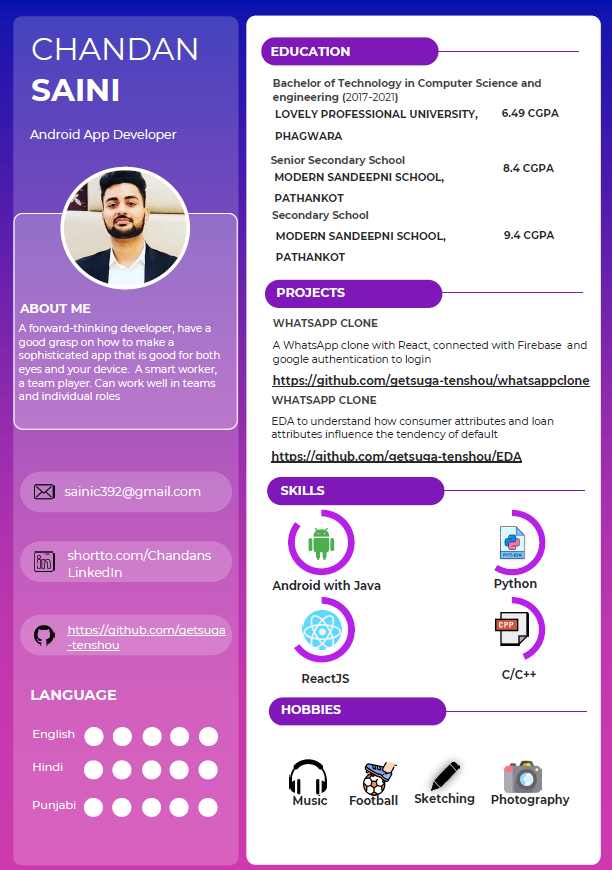 CHANDAN
SAINI
Android App Developer
ABOUT ME
A forward-thinking developer, have a
good grasp on how to make a
sophisticated app that is good for both
eyes and your device. A smart worker,
a team player. Can work well in teams
and individual roles
sainic392@gmail.com
shortto.com/Chandans
LinkedIn
https://github.com/getsuga
-tenshou
LANGUAGE
English
Hindi
Punjabi
EDUCATION
Bachelor of Technology in Computer Science and
engineering (2017-2021)
LOVELY PROFESSIONAL UNIVERSITY, 6.49 CGPA
PHAGWARA
Senior Secondary School
MODERN SANDEEPNI SCHOOL, 8.4 CGPA
PATHANKOT
Secondary School
MODERN SANDEEPNI SCHOOL, 9.4 CGPA
PATHANKOT
PROJECTS
WHATSAPP CLONE
A WhatsApp clone with React, connected with Firebase and
google authentication to login
https://github.com/getsuga-tenshou/whatsappclone
WHATSAPP CLONE
EDA to understand how consumer attributes and loan
attributes influence the tendency of default
https://github.com/getsuga-tenshou/EDA
SKILLS
PYTHON
Android with Java
Python
CPP
ReactJS
C/C++
HOBBIES
Music
Football
Sketching
Photography